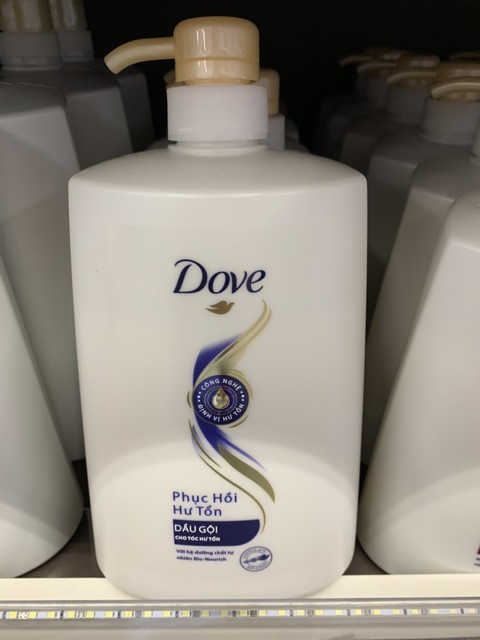 Dove
CÔNG NGHỆ
ĐỊNH VỊ HƯ TỔN
Phục Hồi
Hư Tổn
DẦU GỘI
CHO TÓC HƯ TỔN
Với hệ dưỡng chất tự
nhiên Bio-Nourish